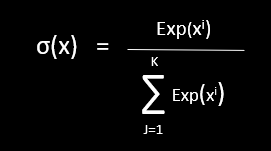 σ(x) = Exp(xⁱ)
K
∑ Exp(xⁱ)
J=1